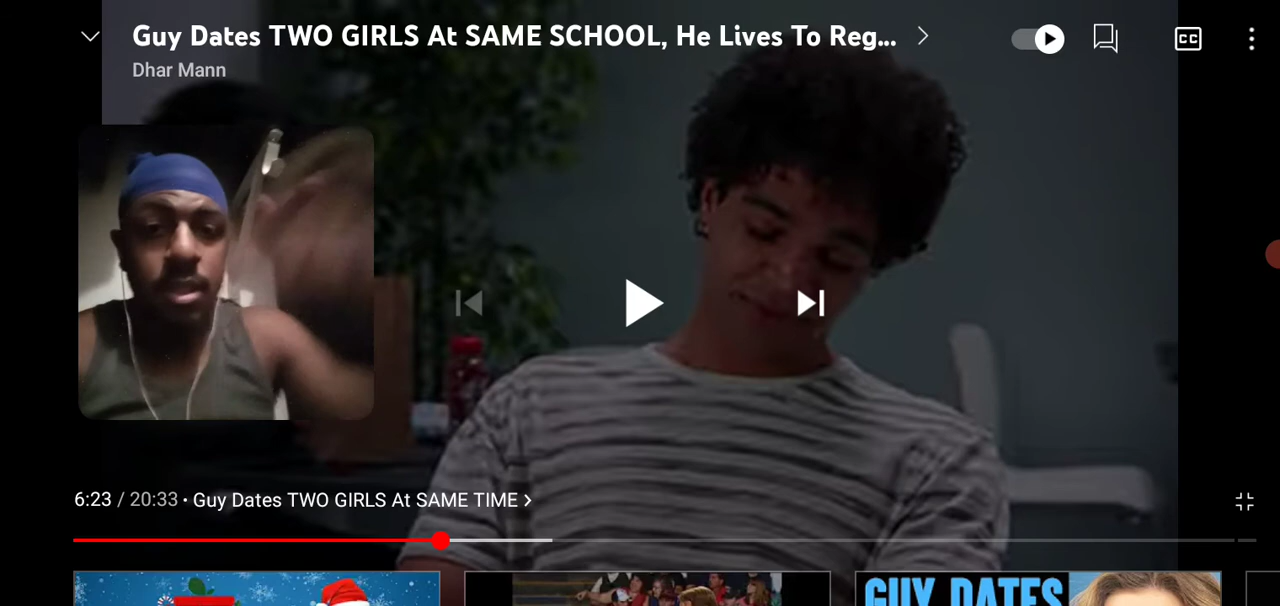 Guy Dates TWO GIRLS At SAME SCHOOL, He Lives To Reg...
Dhar Mann
CC
6:23 / 20:33 • Guy Dates TWO GIRLS At SAME TIME >
GUY DATES